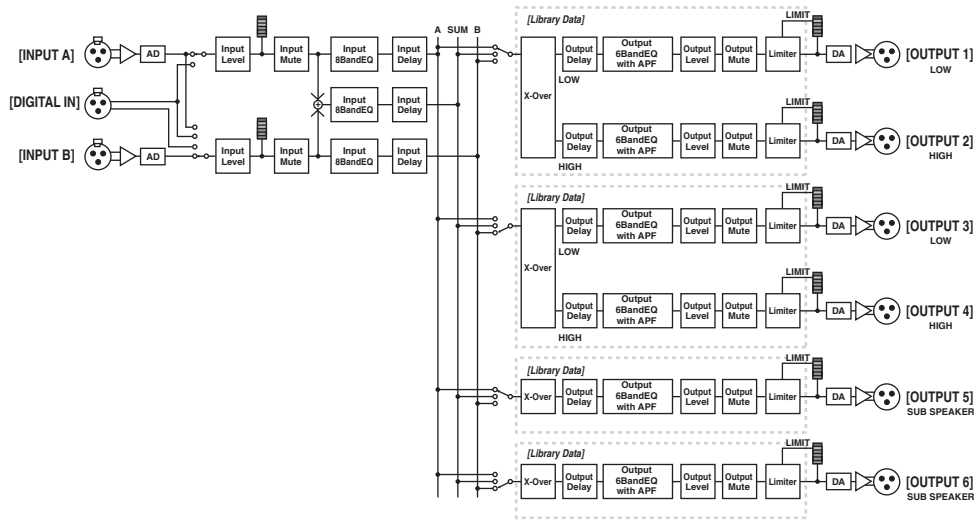 [Library Data]
LIMIT
A SUM B
[INPUT A]
AD
Input Level
Input Mute
Input 8BandEQ
Input Delay
X-Over
Output Delay
Output 6BandEQ with APF
Output Level
Output Mute
Limiter
DA
[OUTPUT 1]
LOW
LOW
[DIGITAL IN]
Input 8BandEQ
Input Delay
LIMIT
[INPUT B]
AD
Input Level
Input Mute
Input 8BandEQ
Input Delay
Output Delay
Output 6BandEQ with APF
Output Level
Output Mute
Limiter
DA
[OUTPUT 2]
HIGH
HIGH
[Library Data]
LIMIT
X-Over
Output Delay
Output 6BandEQ with APF
Output Level
Output Mute
Limiter
DA
[OUTPUT 3]
LOW
LOW
LIMIT
Output Delay
Output 6BandEQ with APF
Output Level
Output Mute
Limiter
DA
[OUTPUT 4]
HIGH
HIGH
[Library Data]
LIMIT
X-Over
Output Delay
Output 6BandEQ with APF
Output Level
Output Mute
Limiter
DA
[OUTPUT 5]
SUB SPEAKER
[Library Data]
LIMIT
X-Over
Output Delay
Output 6BandEQ with APF
Output Level
Output Mute
Limiter
DA
[OUTPUT 6]
SUB SPEAKER